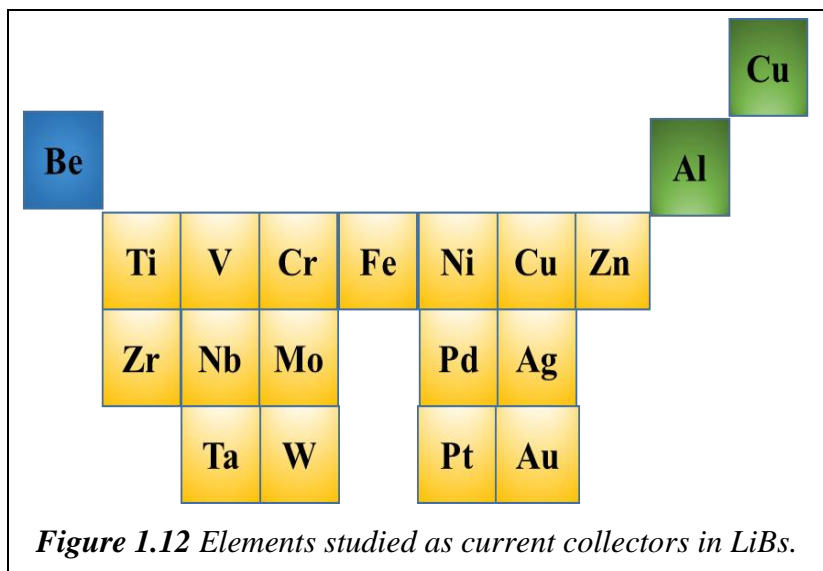 Cu
Be
Al
Ti V Cr Fe Ni Cu Zn
Zr Nb Mo Pd Ag
Ta W Pt Au
Figure 1.12 Elements studied as current collectors in LiBs.